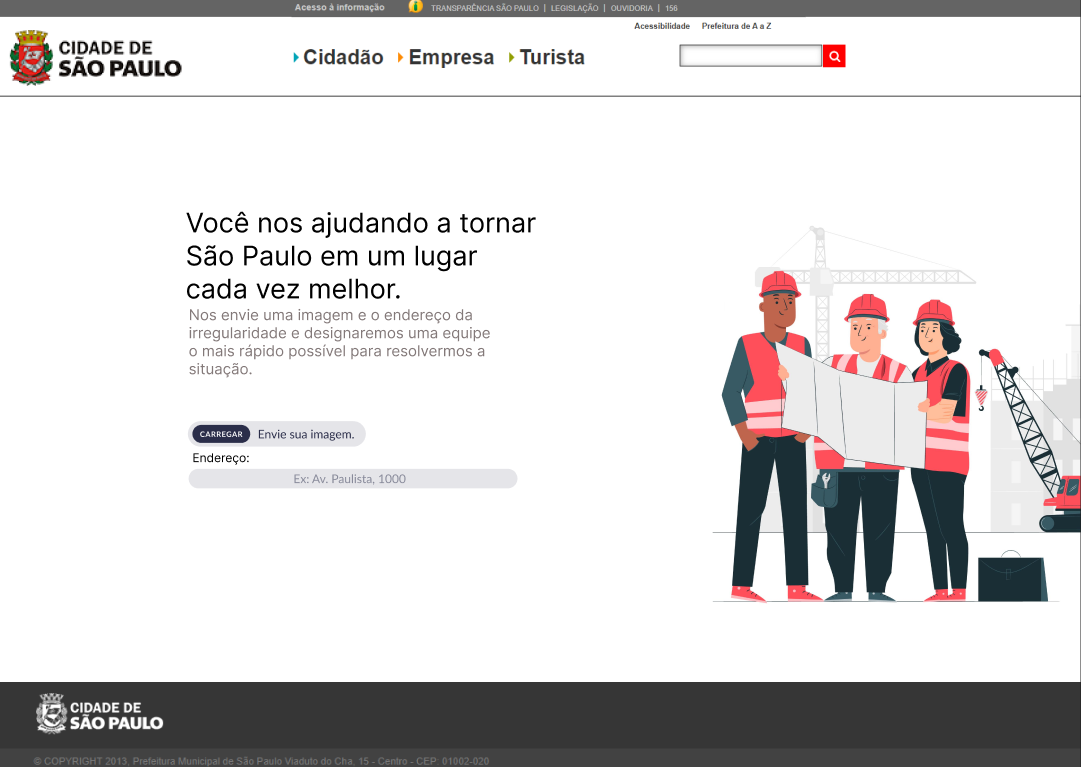 Acesso à informação
TRANSPARÊNCIA SÃO PAULO | LEGISLAÇÃO | OUVIDORIA | 156
Acessibilidade Prefeitura de A a Z
CIDADE DE
SÃO PAULO
Cidadão Empresa Turista
Você nos ajudando a tornar
São Paulo em um lugar
cada vez melhor.
Nos envie uma imagem e o endereço da
irregularidade e designaremos uma equipe
o mais rápido possível para resolvermos a
situação.
CARREGAR Envie sua imagem.
Endereço:
Ex: Av. Paulista, 1000
CIDADE DE
SÃO PAULO
© COPYRIGHT 2013, Prefeitura Municipal de São Paulo Viaduto do Cha, 15 - Centro - CEP: 01002-020